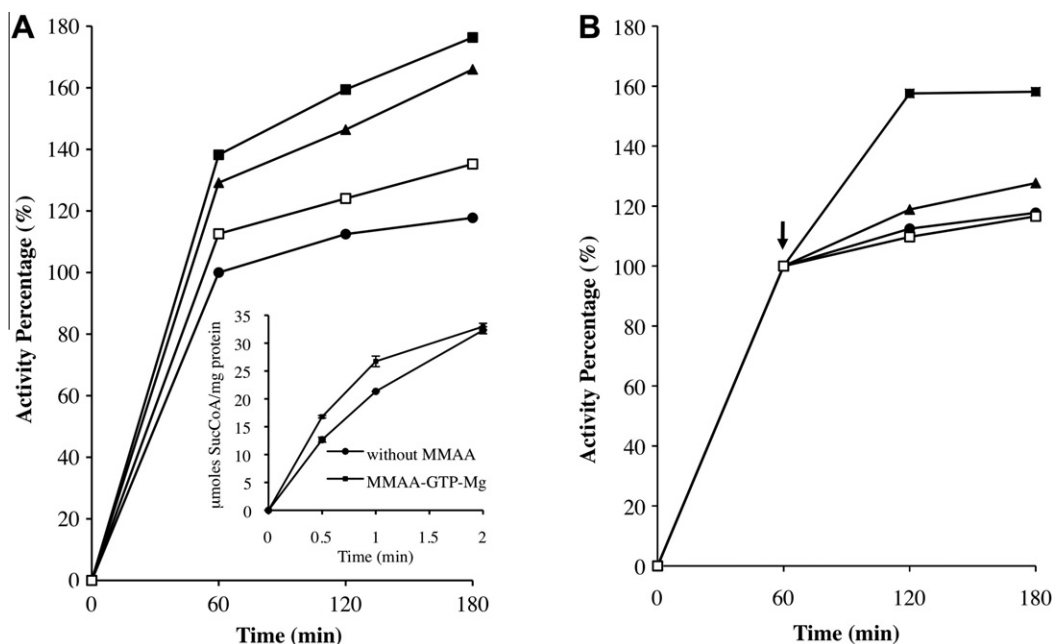 A
180
160
140
120
100
80
60
40
20
0
Activity Percentage (%)
0 60 120 180
Time (min)
35
30
25
20
15
10
5
0
µmoles SucCoA/mg protein
without MMAA
MMAA-GTP-Mg
0 0.5 1 1.5 2
Time (min)
B
180
160
140
120
100
80
60
40
20
0
Activity Percentage (%)
0 60 120 180
Time (min)